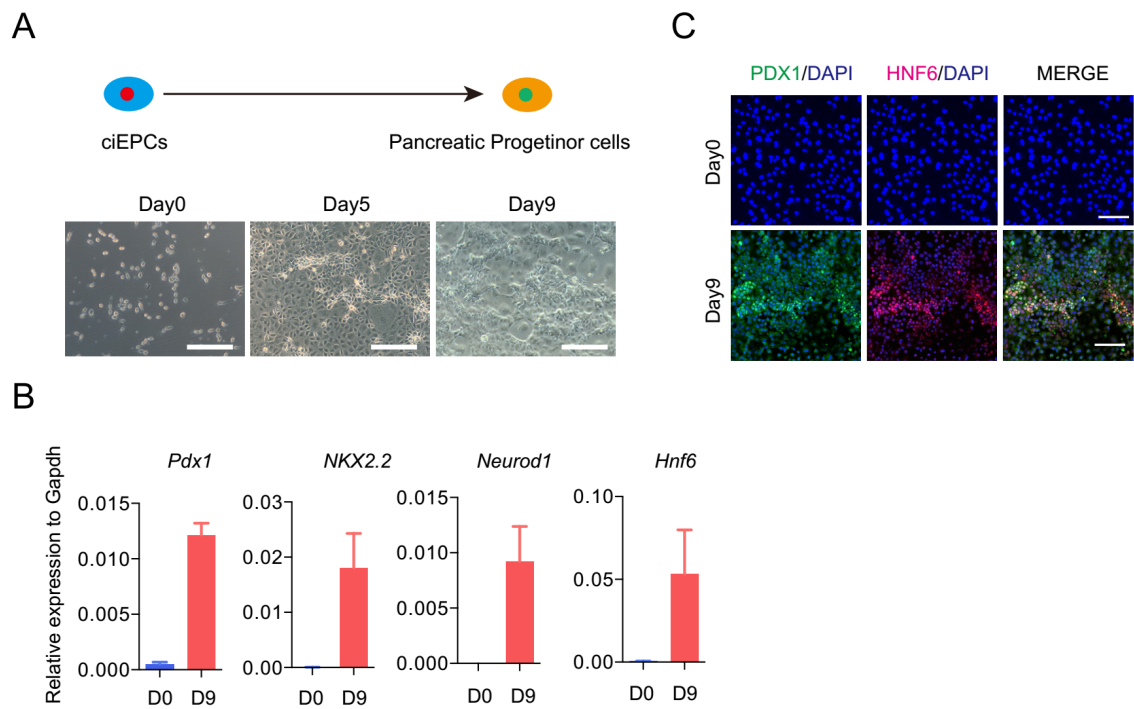 A
ciEPCs
Pancreatic Progetinor cells
Day0 Day5 Day9
B
Relative expression to Gapdh
Pdx1
0.015
0.010
0.005
0.000
D0 D9
NKX2.2
0.03
0.02
0.01
0.00
D0 D9
Neurod1
0.015
0.010
0.005
0.000
D0 D9
Hnf6
0.10
0.05
0.00
D0 D9
C
PDX1/DAPI HNF6/DAPI MERGE
Day0
Day9